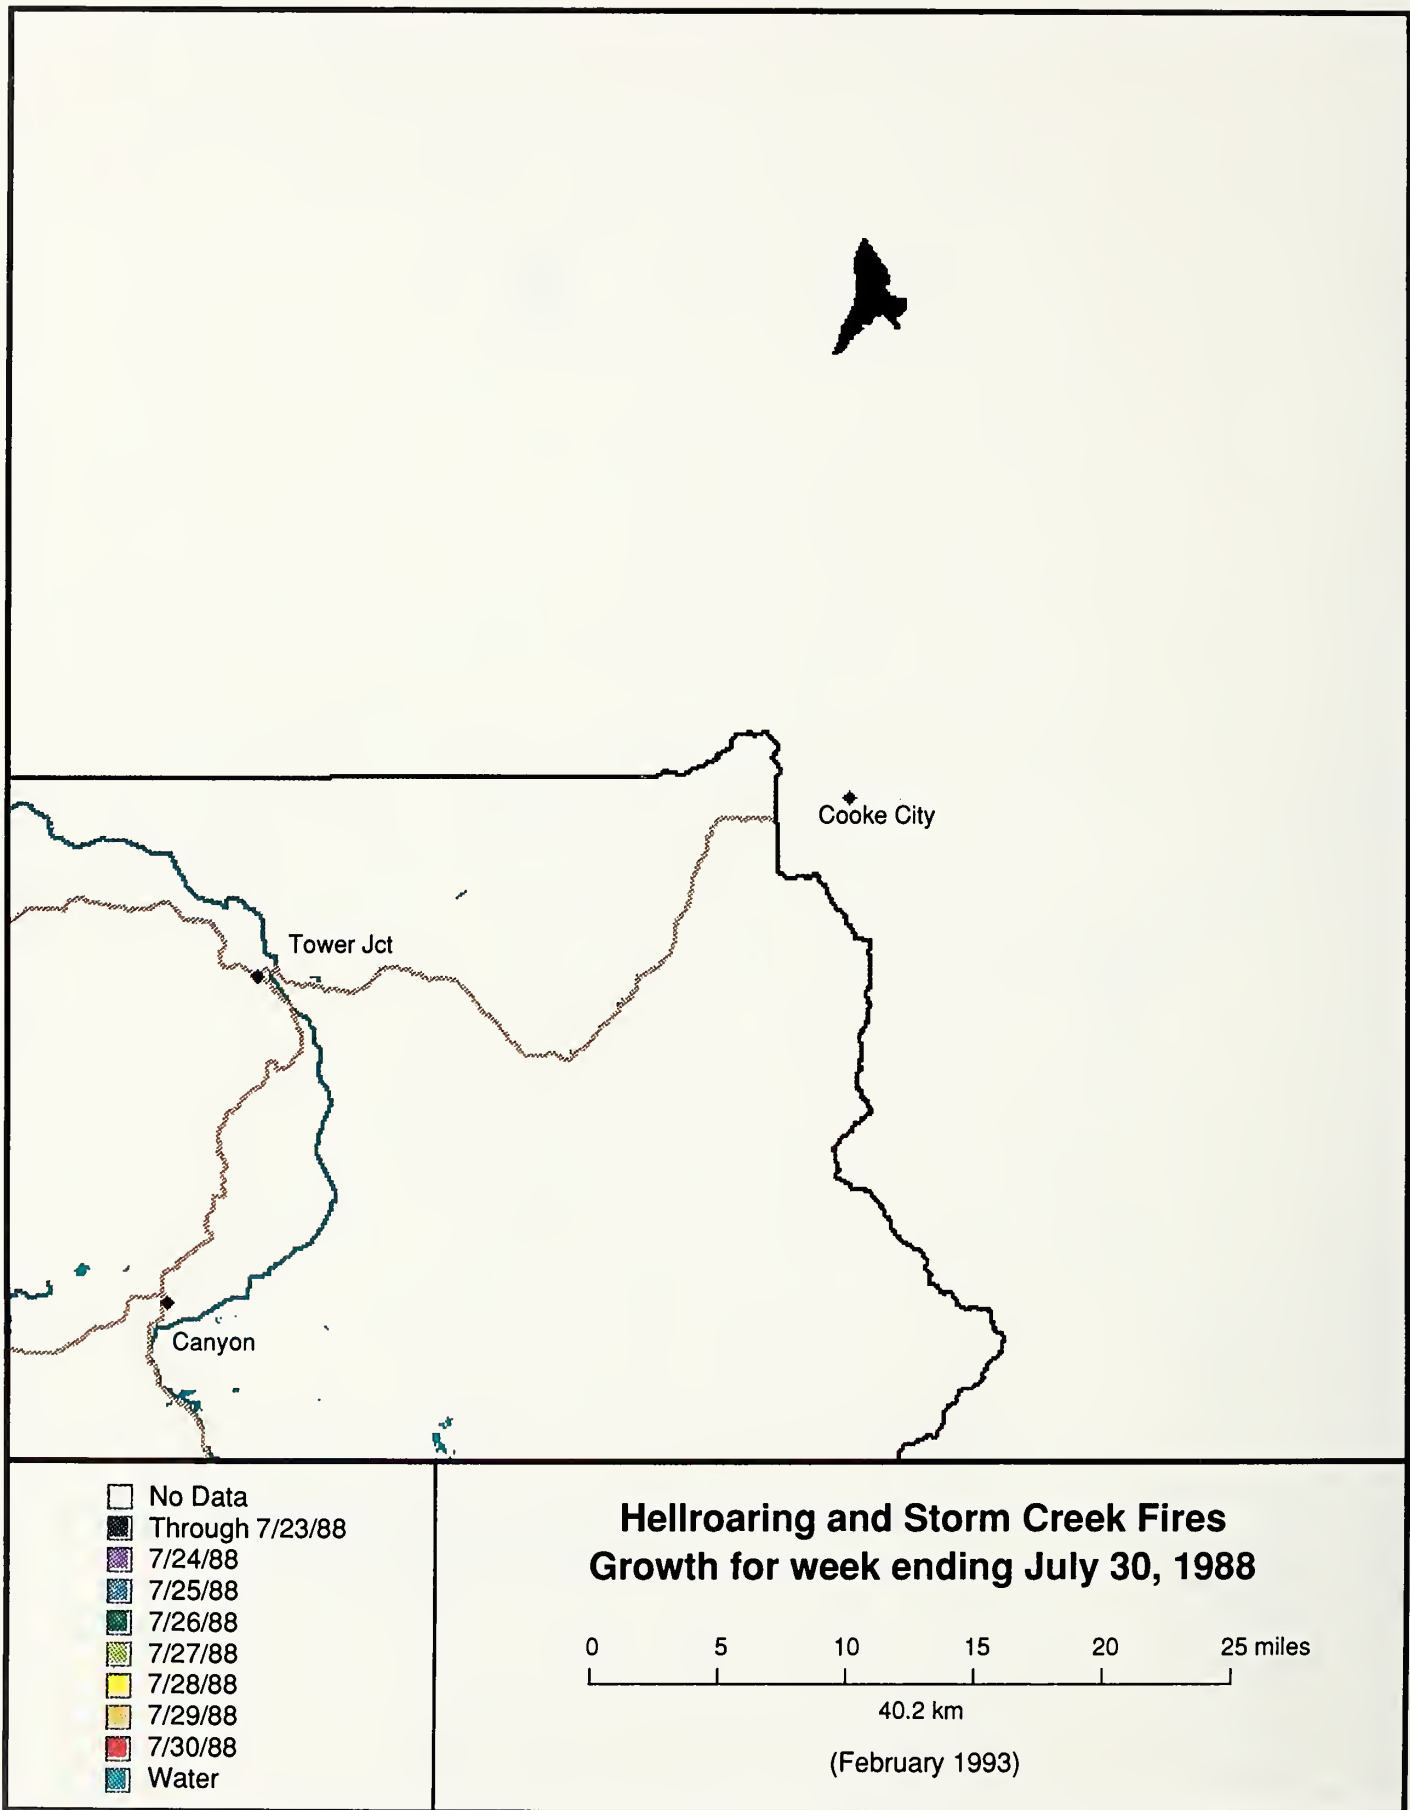 Cooke City
Tower Jct
Canyon
No Data
Through 7/23/88
7/24/88
7/25/88
7/26/88
7/27/88
7/28/88
7/29/88
7/30/88
Water
Hellroaring and Storm Creek Fires
Growth for week ending July 30, 1988
0 5 10 15 20 25 miles
40.2 km
(February 1993)